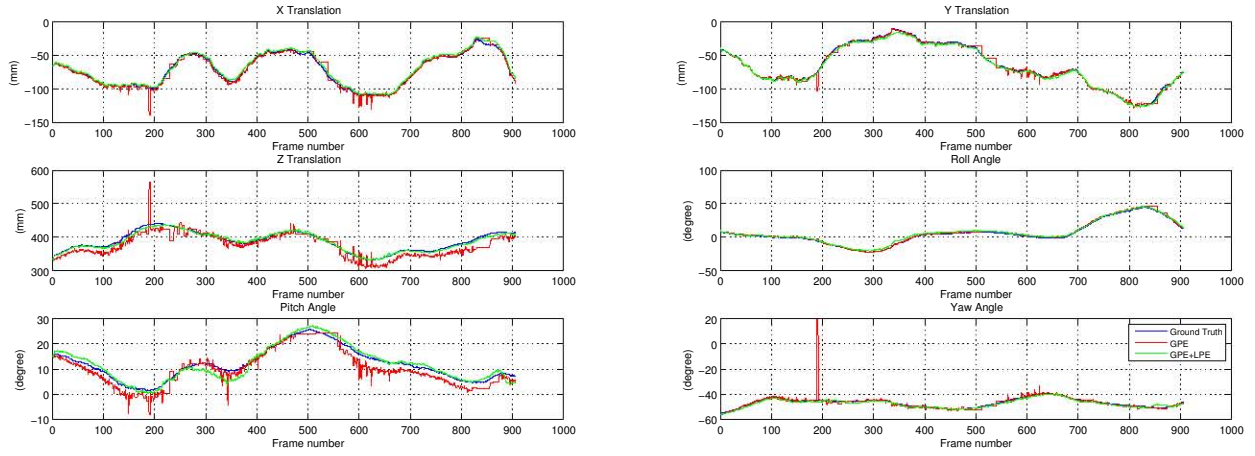 X Translation
0
−50
−100
−150
(mm)
0 100 200 300 400 500 600 700 800 900 1000
Frame number
Y Translation
0
−50
−100
−150
(mm)
0 100 200 300 400 500 600 700 800 900 1000
Frame number
Z Translation
600
500
400
300
(mm)
0 100 200 300 400 500 600 700 800 900 1000
Frame number
Roll Angle
100
50
0
−50
(degree)
0 100 200 300 400 500 600 700 800 900 1000
Frame number
Pitch Angle
30
20
10
0
−10
(degree)
0 100 200 300 400 500 600 700 800 900 1000
Frame number
Yaw Angle
20
0
−20
−40
−60
(degree)
0 100 200 300 400 500 600 700 800 900 1000
Frame number
Ground Truth
GPE
GPE+LPE